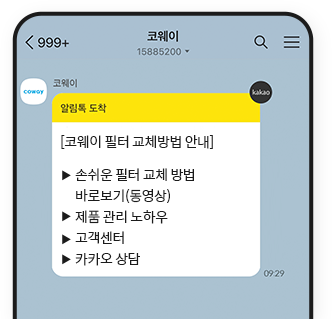 999+
코웨이
15885200
coway
코웨이
kakao
알림톡 도착
[코웨이 필터 교체방법 안내]
▶ 손쉬운 필터 교체 방법
바로보기(동영상)
▶ 제품 관리 노하우
▶ 고객센터
▶ 카카오 상담
09:29